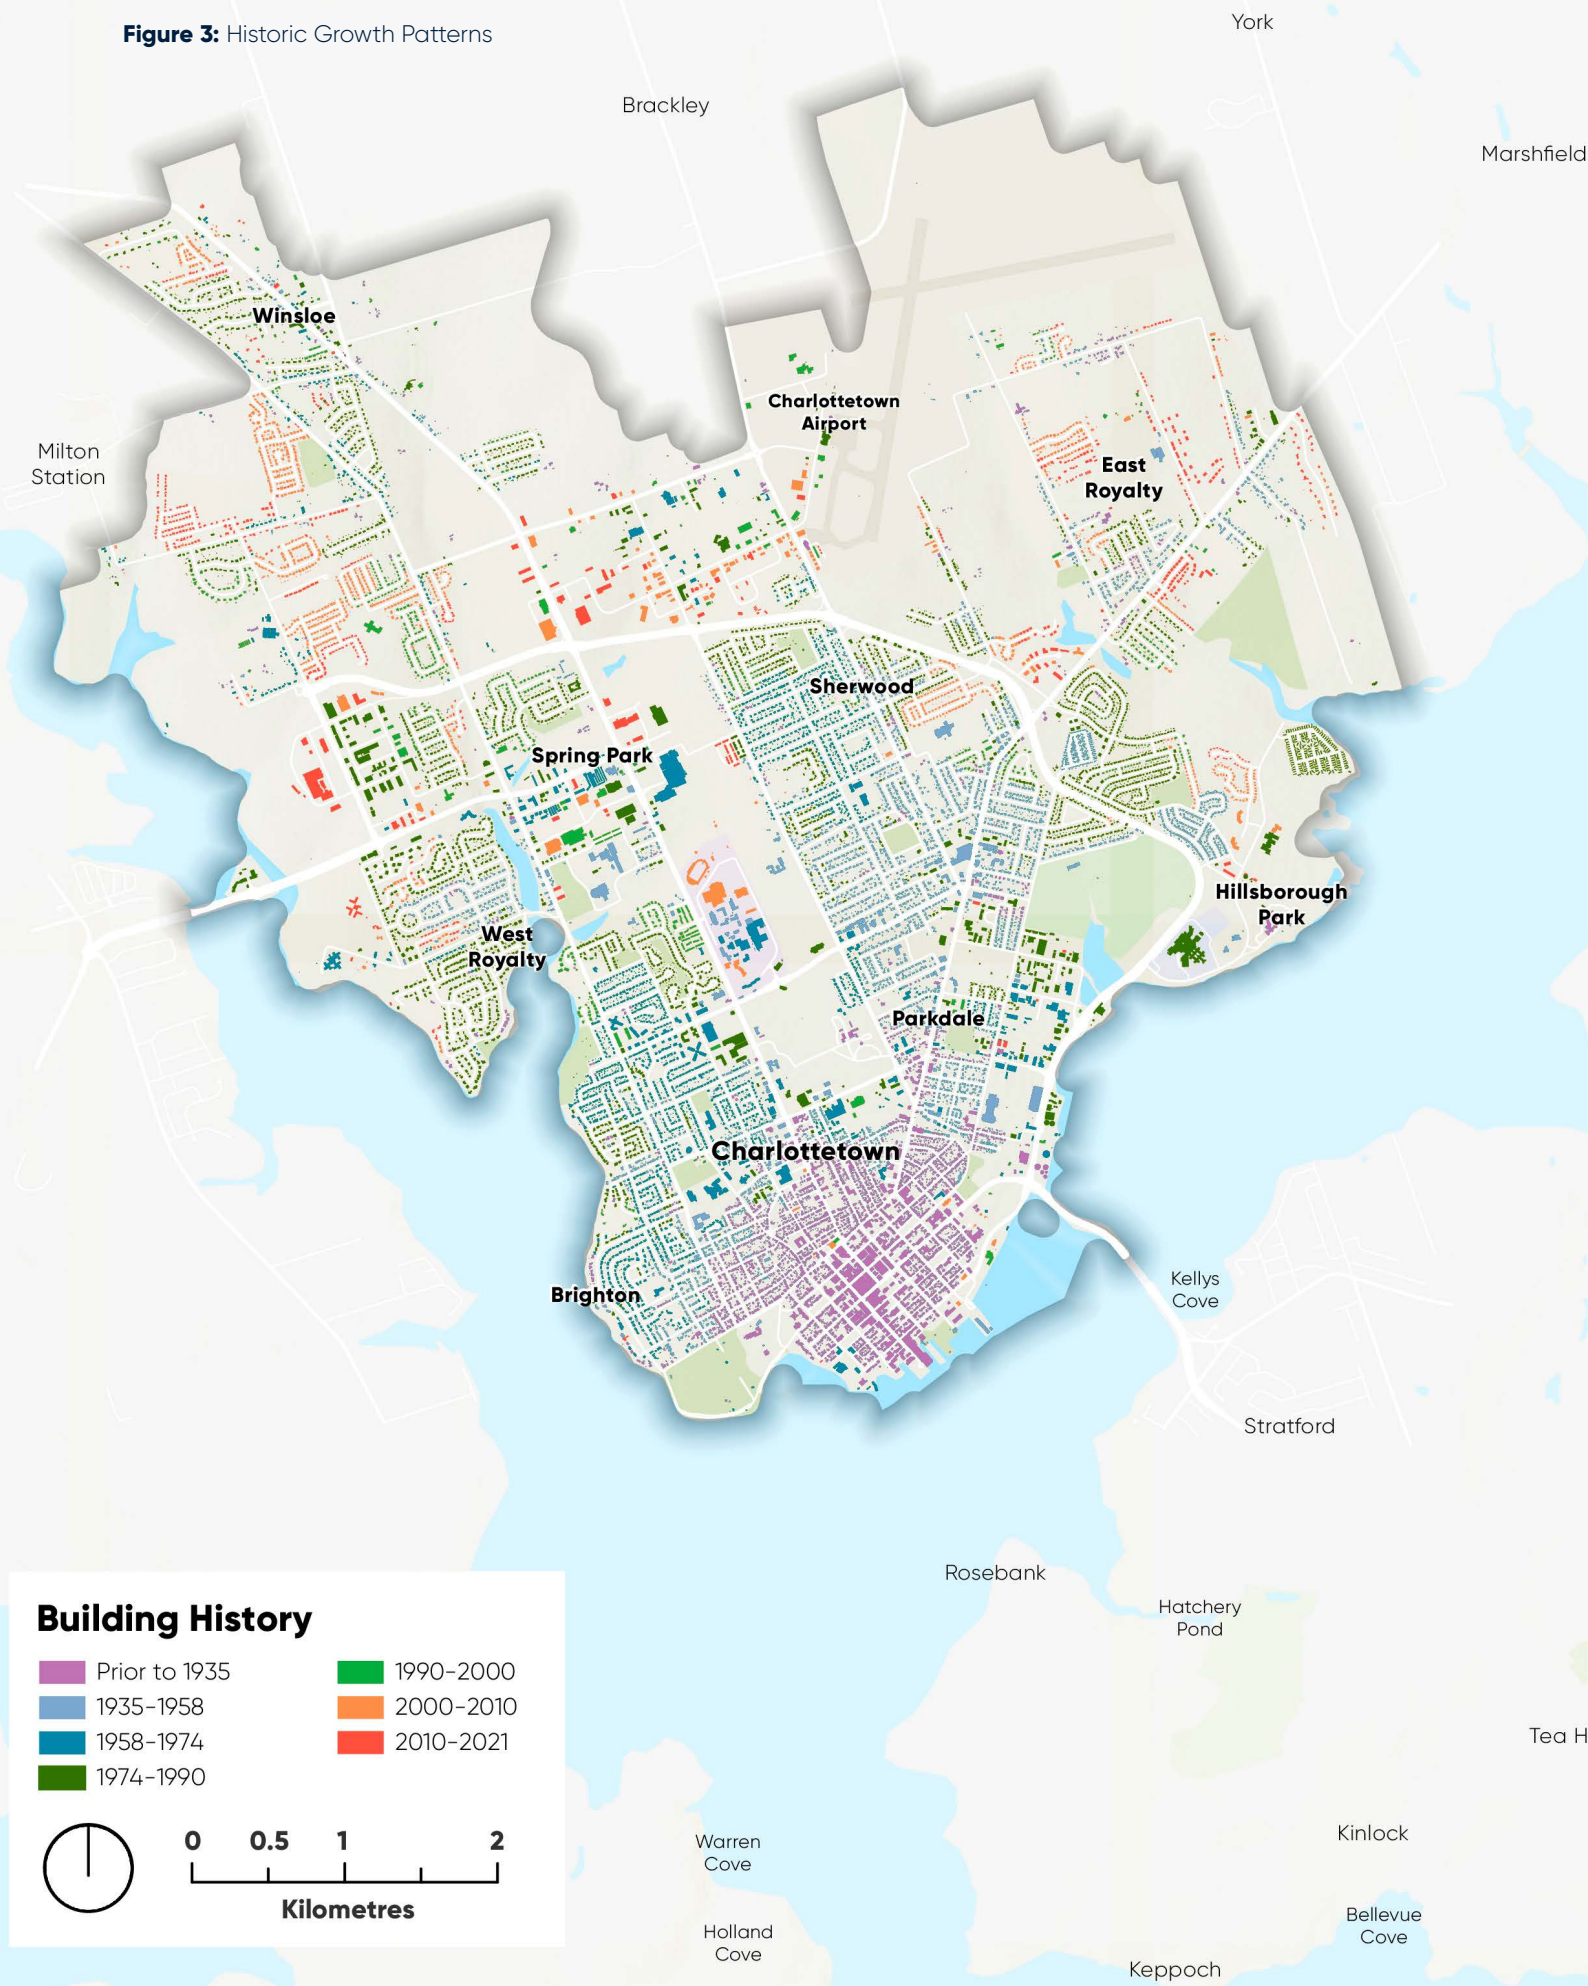 Figure 3: Historic Growth Patterns
York
Brackley
Marshfield
Winsloe
Charlottetown
Airport
Milton
Station
East
Royalty
Sherwood
Spring Park
Hillsborough
Park
West
Royalty
Parkdale
Charlottetown
Brighton
Kellys
Cove
Stratford
Rosebank
Hatchery
Pond
Tea H
Kinlock
Warren
Cove
Bellevue
Cove
Holland
Cove
Keppoch
Building History
Prior to 1935
1935-1958
1958-1974
1974-1990
1990-2000
2000-2010
2010-2021
0 0.5 1 2
Kilometres